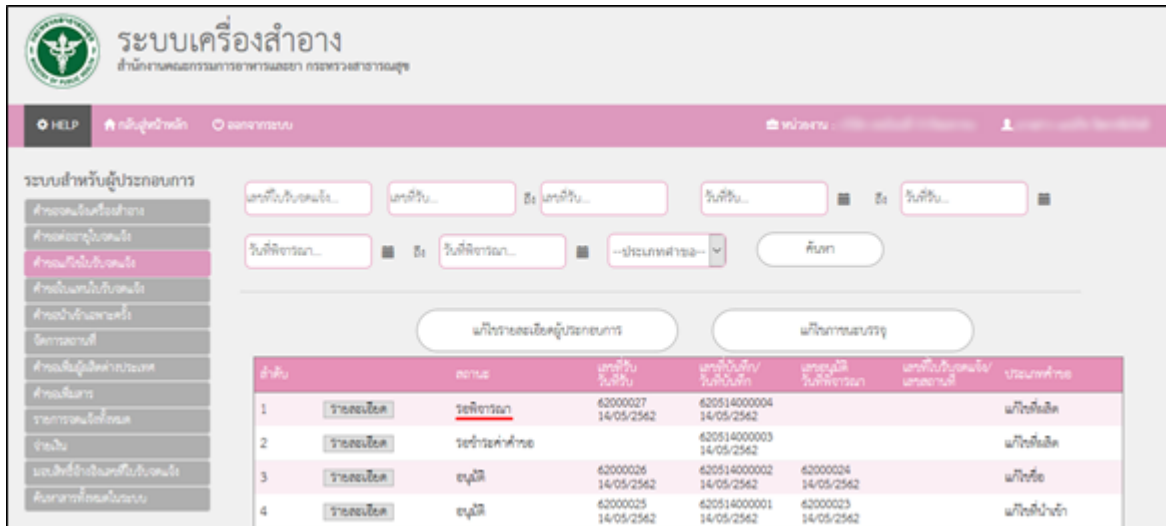 ระบบเครื่องสำอาง
สำนักงานคณะกรรมการอาหารและยา กระทรวงสาธารณสุข
HELP กลับสู่หน้าหลัก ออกจากระบบ หน่วยงาน :
ระบบสำหรับผู้ประกอบการ
คำขอจดแจ้งเครื่องสำอาง
คำขอต่ออายุใบจดแจ้ง
คำขอแก้ไขใบรับจดแจ้ง
คำขอใบแทนใบรับจดแจ้ง
คำขอนำเข้าเฉพาะครั้ง
จัดการสถานที่
คำขอเพิ่มผู้ผลิตต่างประเทศ
คำขอเพิ่มสาร
รายการจดแจ้งทั้งหมด
จ่ายเงิน
มอบสิทธิ์อ้างอิงเลขที่ใบรับจดแจ้ง
ค้นหาสารทั้งหมดในระบบ
เลขที่ใบรับจดแจ้ง... เลขที่รับ... ถึง เลขที่รับ... วันที่รับ... ถึง วันที่รับ...
วันที่พิจารณา... ถึง วันที่พิจารณา... --ประเภทคำขอ-- ค้นหา
แก้ไขรายละเอียดผู้ประกอบการ แก้ไขภาชนะบรรจุ
ลำดับ สถานะ เลขที่รับ วันที่รับ เลขที่บันทึก/ วันที่บันทึก เลขอนุมัติ วันที่พิจารณา เลขที่ใบรับจดแจ้ง/ เลขสถานที่ ประเภทคำขอ
1 รายละเอียด รอพิจารณา 62000027 14/05/2562 620514000004 14/05/2562 แก้ไขที่ผลิต
2 รายละเอียด รอชำระค่าคำขอ 620514000003 14/05/2562 แก้ไขที่ผลิต
3 รายละเอียด อนุมัติ 62000026 14/05/2562 620514000002 14/05/2562 62000024 14/05/2562 แก้ไขชื่อ
4 รายละเอียด อนุมัติ 62000025 14/05/2562 620514000001 14/05/2562 62000023 14/05/2562 แก้ไขที่นำเข้า